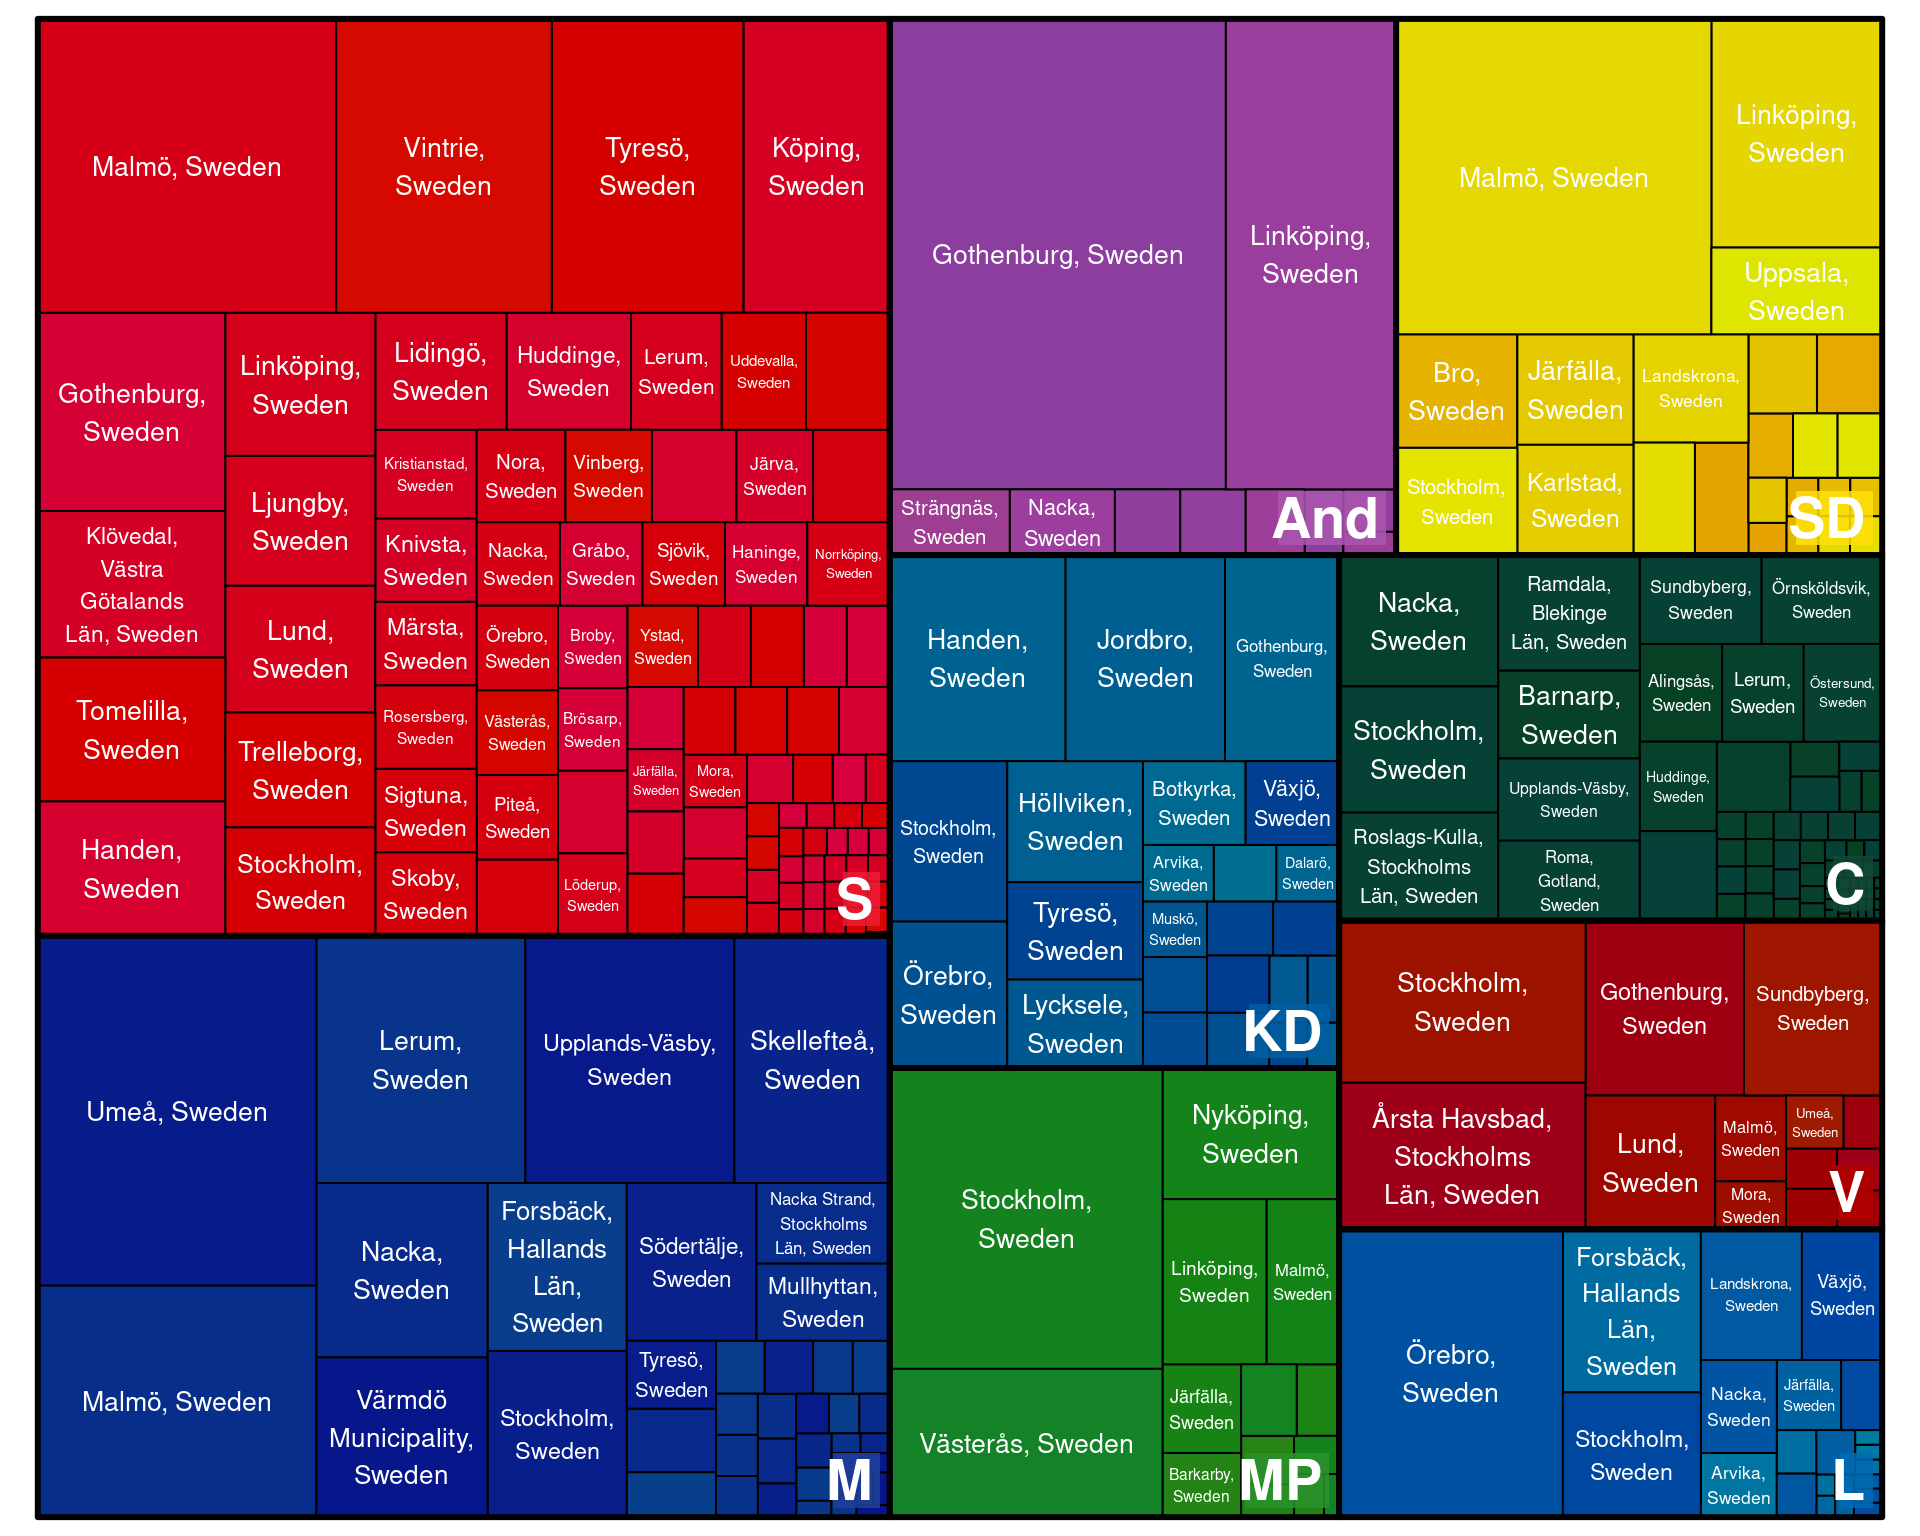 Malmö, Sweden
Vintrie,
Sweden
Tyresö,
Sweden
Köping,
Sweden
Gothenburg,
Sweden
Klövedal,
Västra
Götalands
Län, Sweden
Tomelilla,
Sweden
Handen,
Sweden
Linköping,
Sweden
Ljungby,
Sweden
Lund,
Sweden
Trelleborg,
Sweden
Stockholm,
Sweden
Lidingö,
Sweden
Huddinge,
Sweden
Lerum,
Sweden
Uddevalla,
Sweden
Kristianstad,
Sweden
Nora,
Sweden
Vinberg,
Sweden
Järva,
Sweden
Knivsta,
Sweden
Nacka,
Sweden
Gråbo,
Sweden
Sjövik,
Sweden
Haninge,
Sweden
Norrköping,
Sweden
Märsta,
Sweden
Örebro,
Sweden
Broby,
Sweden
Ystad,
Sweden
Rosersberg,
Sweden
Västerås,
Sweden
Brösarp,
Sweden
Järfälla,
Sweden
Mora,
Sweden
Sigtuna,
Sweden
Piteå,
Sweden
Skoby,
Sweden
Löderup,
Sweden
S
Gothenburg, Sweden
Linköping,
Sweden
Strängnäs,
Sweden
Nacka,
Sweden
And
Malmö, Sweden
Linköping,
Sweden
Uppsala,
Sweden
Bro,
Sweden
Järfälla,
Sweden
Landskrona,
Sweden
Stockholm,
Sweden
Karlstad,
Sweden
SD
Handen,
Sweden
Jordbro,
Sweden
Gothenburg,
Sweden
Stockholm,
Sweden
Höllviken,
Sweden
Botkyrka,
Sweden
Växjö,
Sweden
Arvika,
Sweden
Dalarö,
Sweden
Tyresö,
Sweden
Muskö,
Sweden
Örebro,
Sweden
Lycksele,
Sweden
KD
Nacka,
Sweden
Ramdala,
Blekinge
Län, Sweden
Sundbyberg,
Sweden
Örnsköldsvik,
Sweden
Stockholm,
Sweden
Barnarp,
Sweden
Alingsås,
Sweden
Lerum,
Sweden
Östersund,
Sweden
Upplands-Väsby,
Sweden
Huddinge,
Sweden
Roslags-Kulla,
Stockholms
Län, Sweden
Roma,
Gotland,
Sweden
C
Umeå, Sweden
Malmö, Sweden
Lerum,
Sweden
Upplands-Väsby,
Sweden
Skellefteå,
Sweden
Nacka,
Sweden
Forsbäck,
Hallands
Län,
Sweden
Södertälje,
Sweden
Nacka Strand,
Stockholms
Län, Sweden
Mullhyttan,
Sweden
Värmdö
Municipality,
Sweden
Stockholm,
Sweden
Tyresö,
Sweden
M
Stockholm,
Sweden
Västerås, Sweden
Nyköping,
Sweden
Linköping,
Sweden
Malmö,
Sweden
Järfälla,
Sweden
Barkarby,
Sweden
MP
Stockholm,
Sweden
Gothenburg,
Sweden
Sundbyberg,
Sweden
Årsta Havsbad,
Stockholms
Län, Sweden
Lund,
Sweden
Malmö,
Sweden
Umeå,
Sweden
Mora,
Sweden
V
Örebro,
Sweden
Forsbäck,
Hallands
Län,
Sweden
Landskrona,
Sweden
Växjö,
Sweden
Stockholm,
Sweden
Nacka,
Sweden
Järfälla,
Sweden
Arvika,
Sweden
L